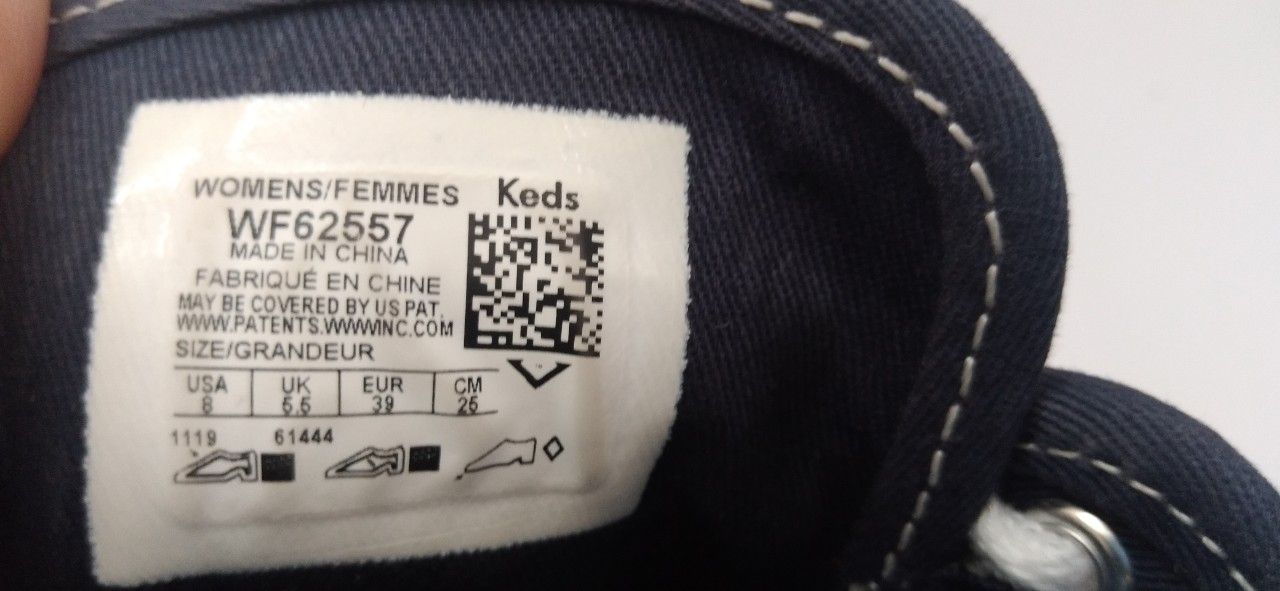 WOMENS/FEMMES
Keds
WF62557
MADE IN CHINA
FABRIQUÉ EN CHINE
MAY BE COVERED BY US PAT.
WWW.PATENTS.WWWINC.COM
SIZE/GRANDEUR
USA UK EUR CM
8 5.5 39 25
1119 61444